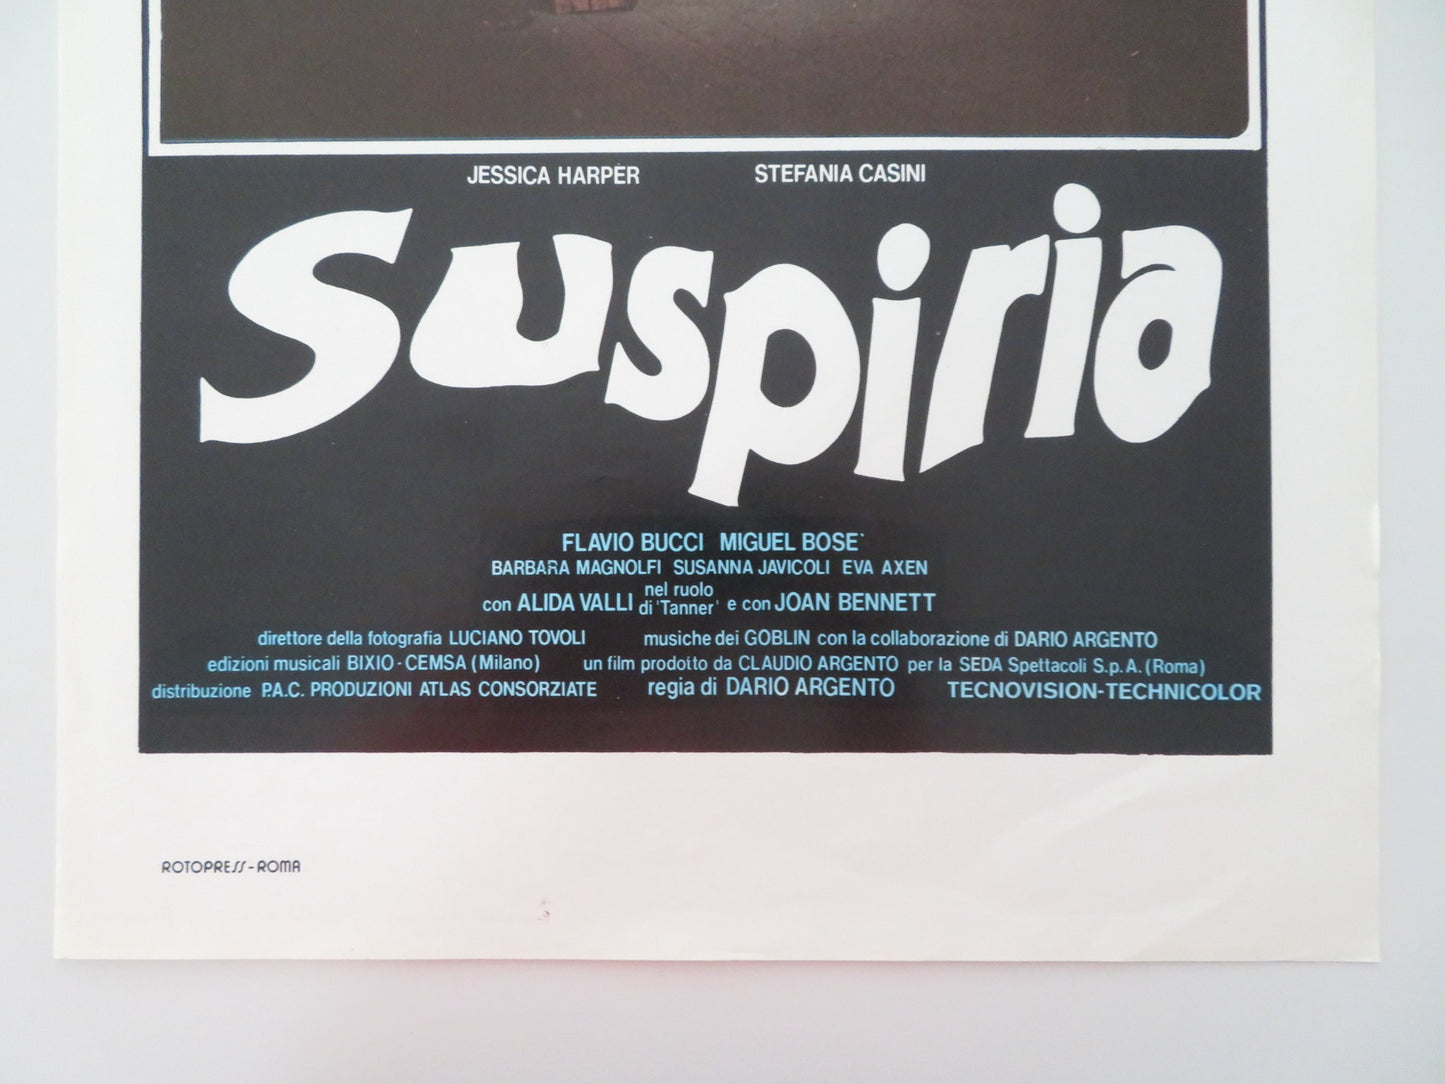 JESSICA HARPER STEFANIA CASINI
suspiria
FLAVIO BUCCI MIGUEL BOSE`
BARBARA MAGNOLFI SUSANNA JAVICOLI EVA AXEN
con ALIDA VALLI nel ruolo di 'Tanner' e con JOAN BENNETT
direttore della fotografia LUCIANO TOVOLI musiche dei GOBLIN con la collaborazione di DARIO ARGENTO
edizioni musicali BIXIO-CEMSA (Milano) un film prodotto da CLAUDIO ARGENTO per la SEDA Spettacoli S.p.A. (Roma)
distribuzione P.A.C. PRODUZIONI ATLAS CONSORZIATE regia di DARIO ARGENTO TECNOVISION-TECHNICOLOR
ROTOPRESS-ROMA